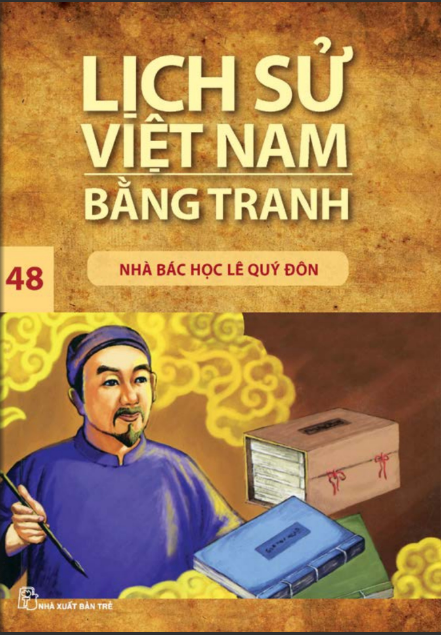 LỊCH SỬ
VIỆT NAM
BẰNG TRANH
48
NHÀ BÁC HỌC LÊ QUÝ ĐÔN
NHÀ XUẤT BẢN TRẺ